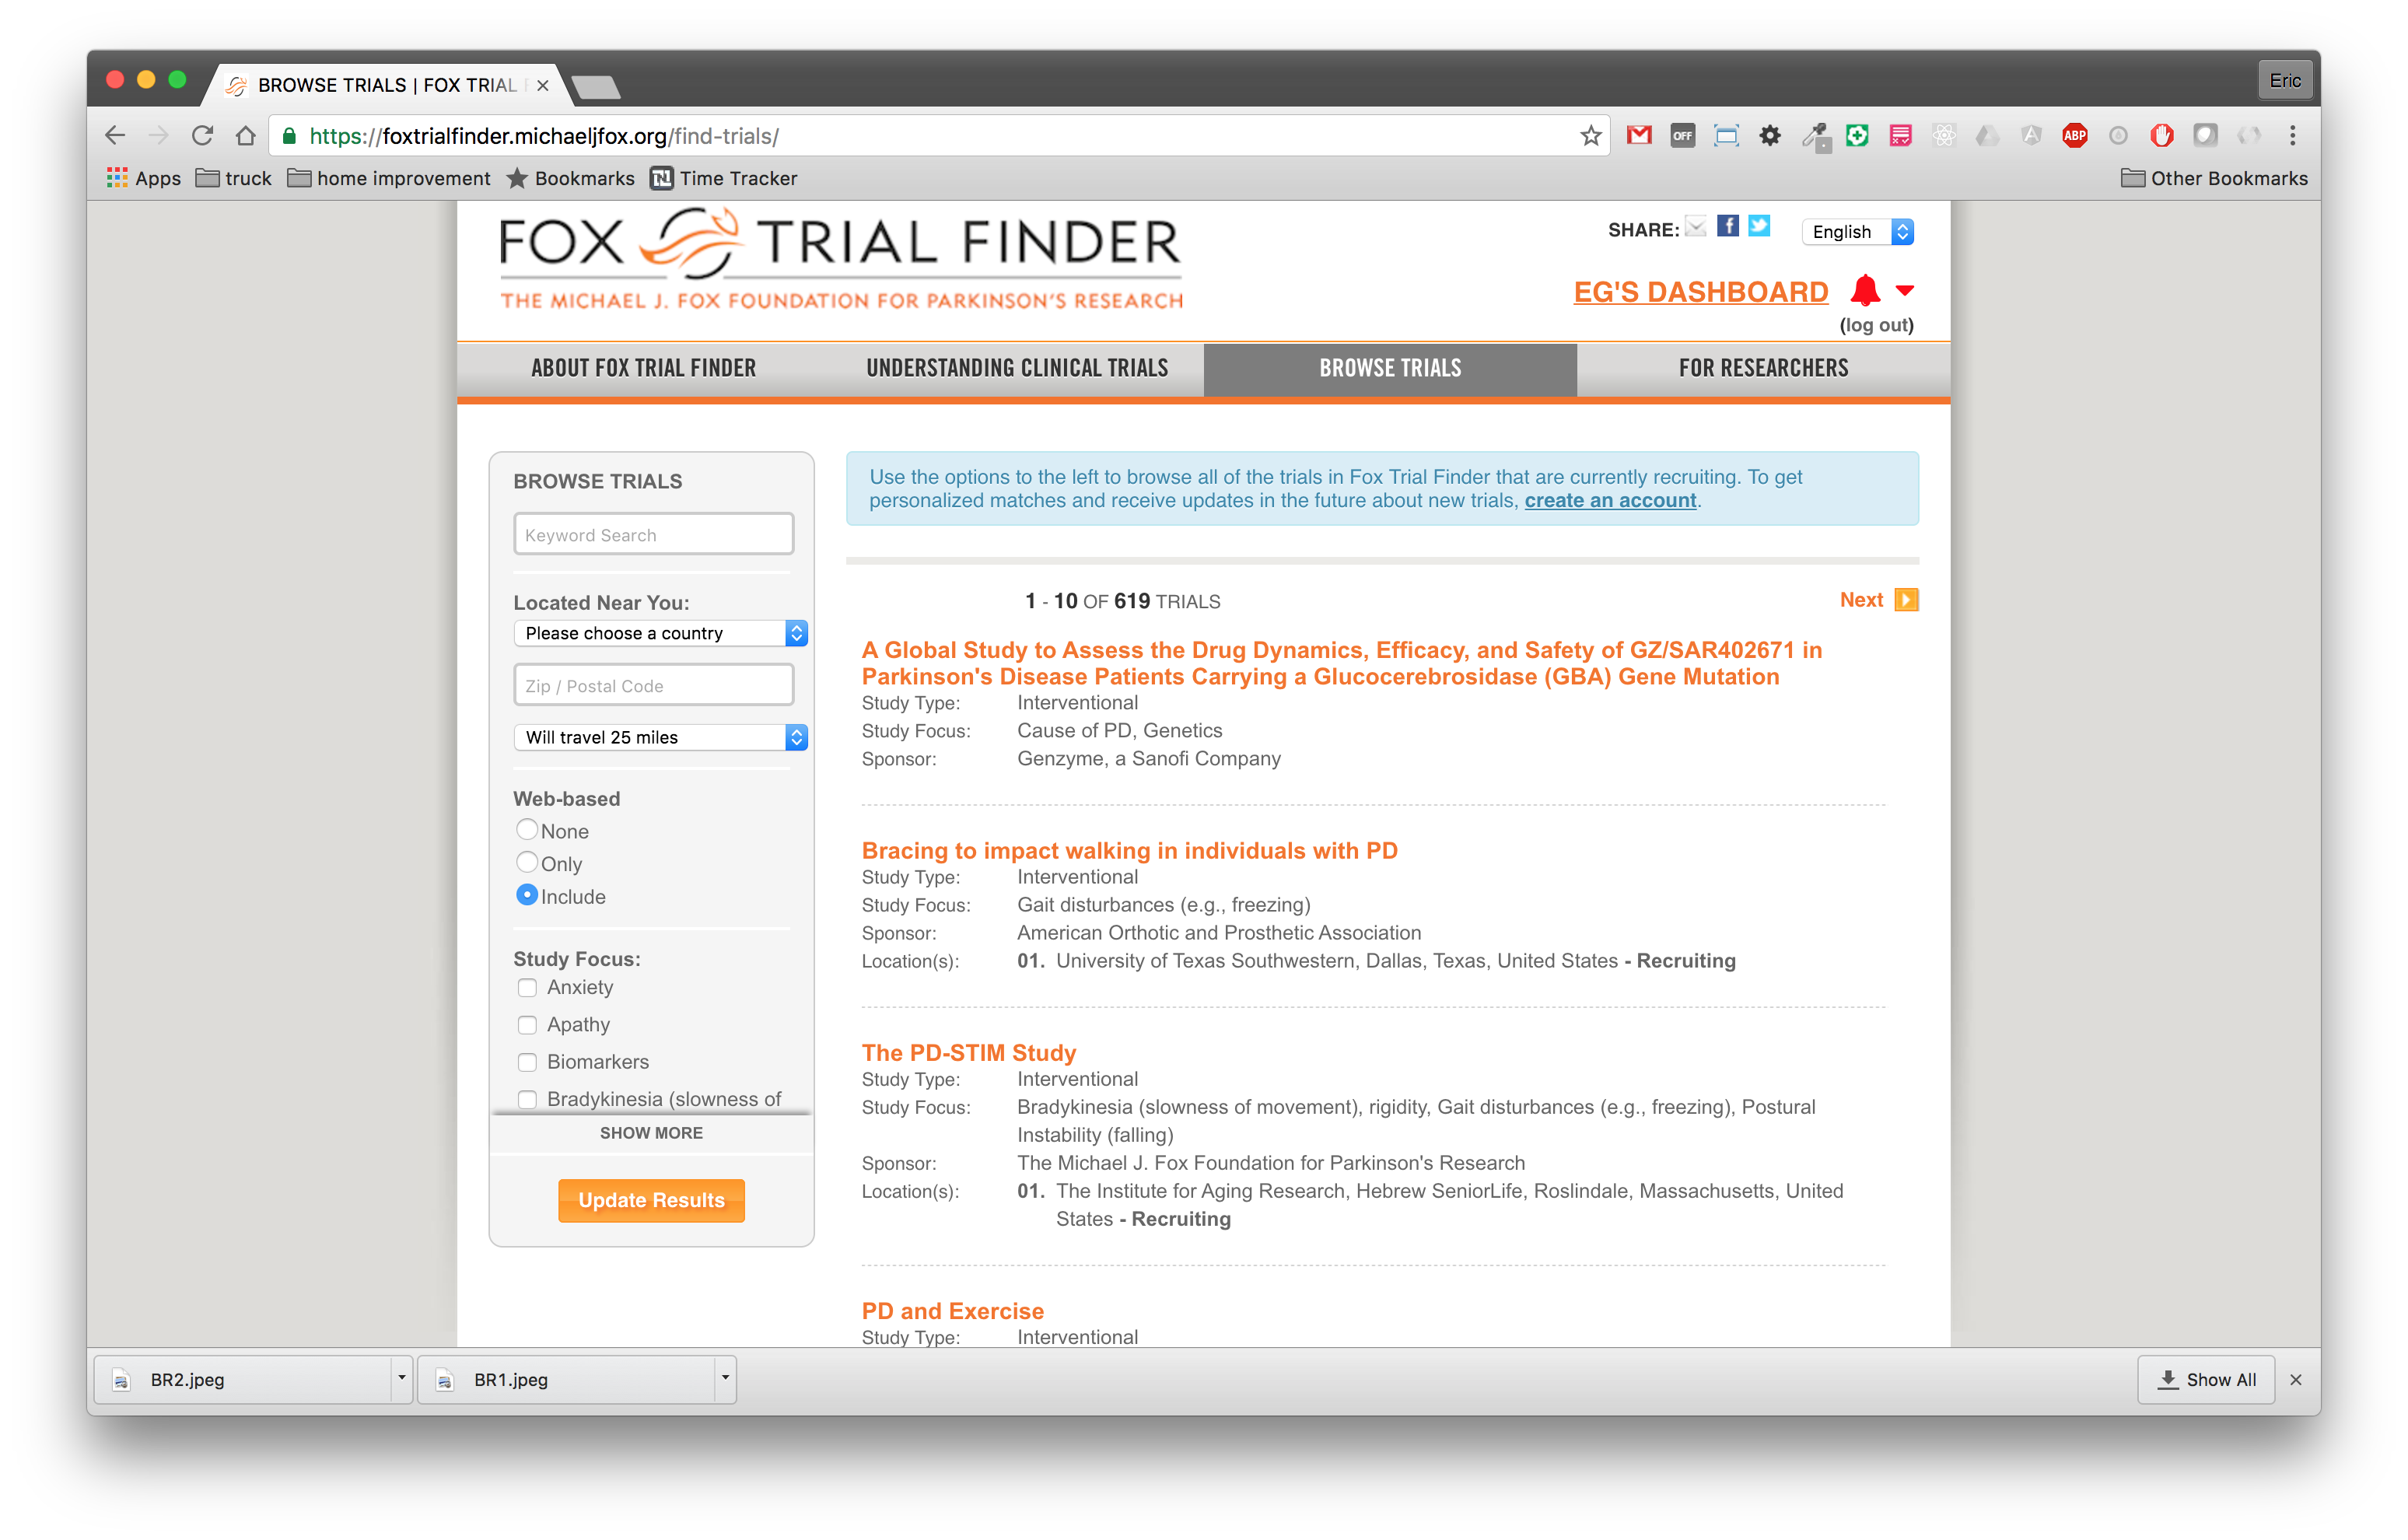 BROWSE TRIALS | FOX TRIAL
Eric
https://foxtrialfinder.michaeljfox.org/find-trials/
OFF
ABP
Apps
truck
home improvement
Bookmarks
Time Tracker
Other Bookmarks
FOX TRIAL FINDER
THE MICHAEL J. FOX FOUNDATION FOR PARKINSON'S RESEARCH
SHARE:
English
EG'S DASHBOARD
(log out)
ABOUT FOX TRIAL FINDER
UNDERSTANDING CLINICAL TRIALS
BROWSE TRIALS
FOR RESEARCHERS
BROWSE TRIALS
Keyword Search
Located Near You:
Please choose a country
Zip / Postal Code
Will travel 25 miles
Web-based
None
Only
Include
Study Focus:
Anxiety
Apathy
Biomarkers
Bradykinesia (slowness of
SHOW MORE
Update Results
Use the options to the left to browse all of the trials in Fox Trial Finder that are currently recruiting. To get
personalized matches and receive updates in the future about new trials, create an account.
1 - 10 OF 619 TRIALS
Next
A Global Study to Assess the Drug Dynamics, Efficacy, and Safety of GZ/SAR402671 in
Parkinson's Disease Patients Carrying a Glucocerebrosidase (GBA) Gene Mutation
Study Type: Interventional
Study Focus: Cause of PD, Genetics
Sponsor: Genzyme, a Sanofi Company
Bracing to impact walking in individuals with PD
Study Type: Interventional
Study Focus: Gait disturbances (e.g., freezing)
Sponsor: American Orthotic and Prosthetic Association
Location(s): 01. University of Texas Southwestern, Dallas, Texas, United States - Recruiting
The PD-STIM Study
Study Type: Interventional
Study Focus: Bradykinesia (slowness of movement), rigidity, Gait disturbances (e.g., freezing), Postural
Instability (falling)
Sponsor: The Michael J. Fox Foundation for Parkinson's Research
Location(s): 01. The Institute for Aging Research, Hebrew SeniorLife, Roslindale, Massachusetts, United
States - Recruiting
PD and Exercise
Study Type: Interventional
BR2.jpeg
BR1.jpeg
Show All